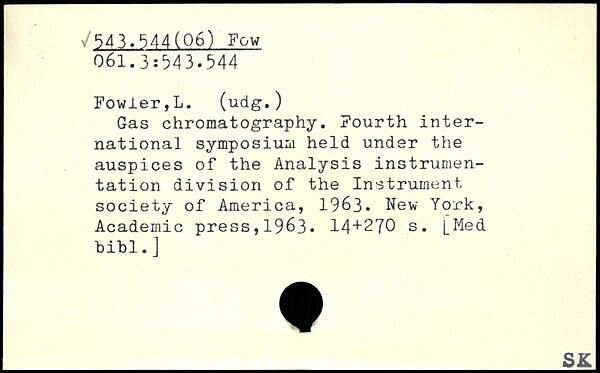 √543.544(06) Fow
061.3:543.544
Fowler,L. (udg.)
Gas chromatography. Fourth inter-
national symposium held under the
auspices of the Analysis instrumen-
tation division of the Instrument
society of America, 1963. New York,
Academic press,1963. 14+270 s. [Med
bibl.]
SK